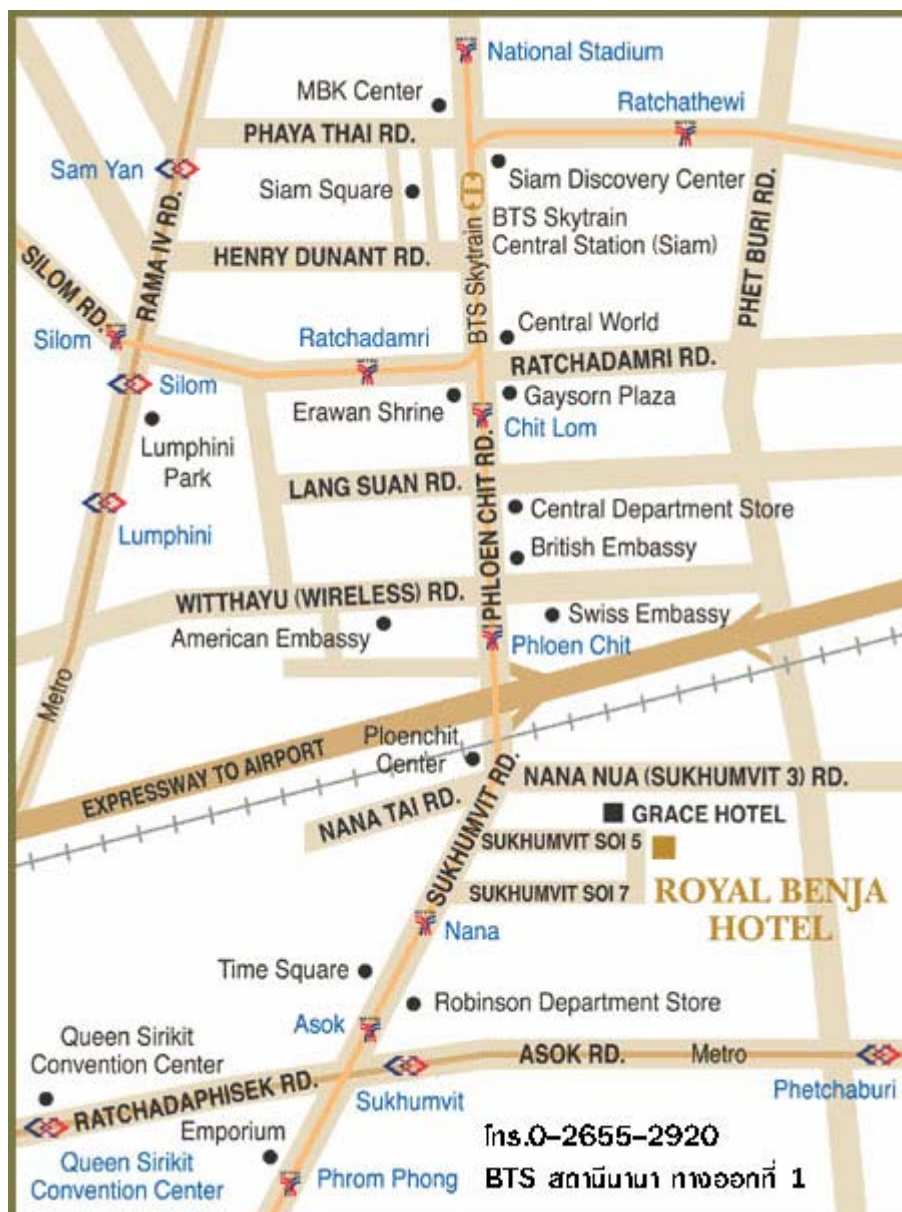 National Stadium
MBK Center
Ratchathewi
PHAYA THAI RD.
Sam Yan
Siam Square
Siam Discovery Center
BTS Skytrain
Central Station (Siam)
PHET BURI RD.
RAMA IV RD.
SILOM RD.
HENRY DUNANT RD.
BTS Skytrain
Silom
Ratchadamri
Central World
RATCHADAMRI RD.
Silom
Erawan Shrine
Gaysorn Plaza
Chit Lom
Lumphini
Park
LANG SUAN RD.
PHLOEN CHIT RD.
Central Department Store
Lumphini
British Embassy
WITTHAYU (WIRELESS) RD.
Swiss Embassy
American Embassy
Phloen Chit
Metro
EXPRESSWAY TO AIRPORT
Ploenchit
Center
NANA NUA (SUKHUMVIT 3) RD.
NANA TAI RD.
SUKHUMVIT RD.
GRACE HOTEL
SUKHUMVIT SOI 5
SUKHUMVIT SOI 7
ROYAL BENJA
HOTEL
Nana
Time Square
Robinson Department Store
Asok
Queen Sirikit
Convention Center
ASOK RD.
Metro
RATCHADAPHISEK RD.
Sukhumvit
Phetchaburi
Emporium
Queen Sirikit
Convention Center
Phrom Phong
โทร.0-2655-2920
BTS สถานีนานา ทางออกที่ 1